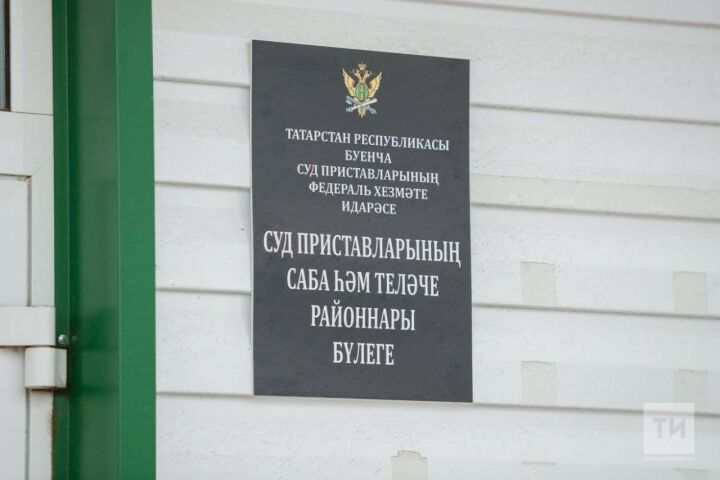 ТАТАРСТАН РЕСПУБЛИКАСЫ
БУЕНЧА
СУД ПРИСТАВЛАРЫНЫҢ
ФЕДЕРАЛЬ ХЕЗМӘТЕ
ИДАРӘСЕ
СУД ПРИСТАВЛАРЫНЫҢ
САБА ҺӘМ ТЕЛӘЧЕ
РАЙОННАРЫ
БҮЛЕГЕ
ТИ